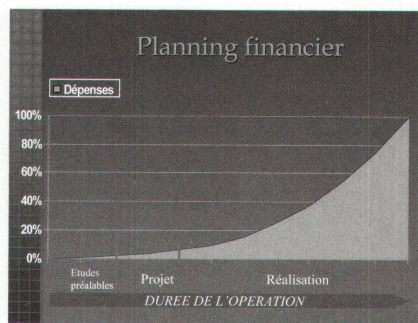 Planning financier
Dépenses
100%
80%
60%
40%
20%
0%
Etudes
préalables
Projet
Réalisation
DUREE DE L'OPERATION